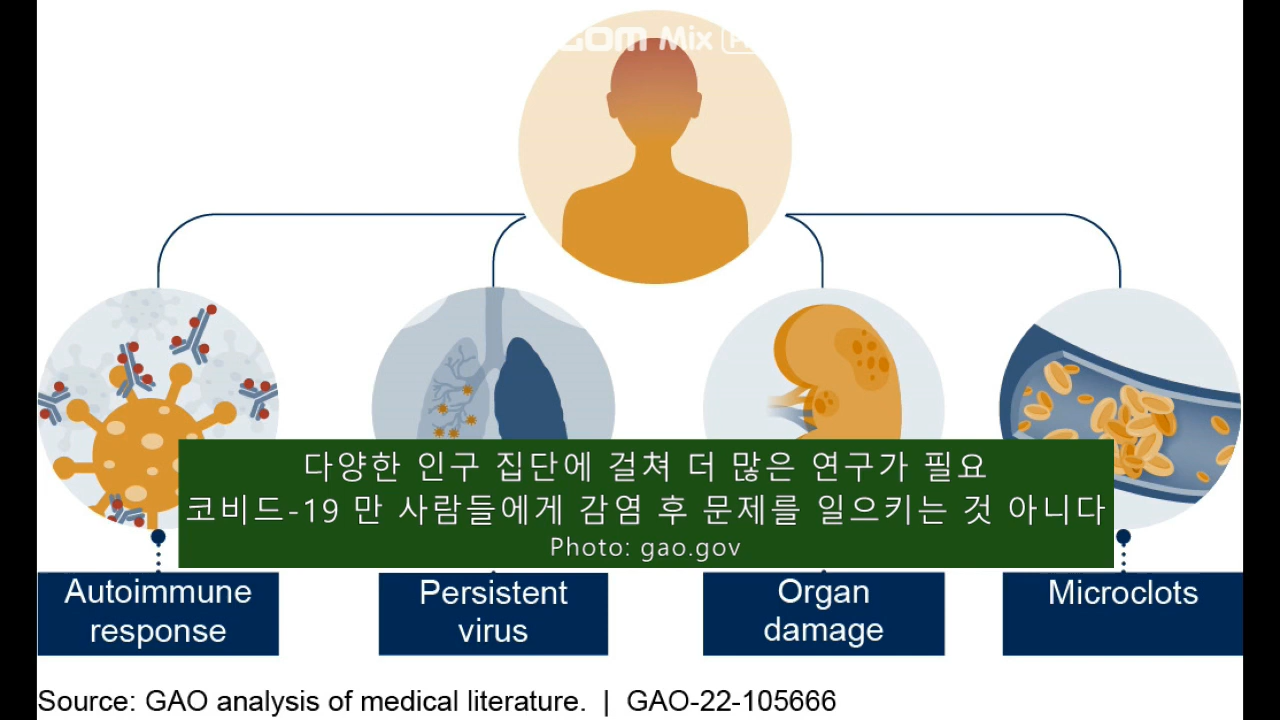 GOM Mix
다양한 인구 집단에 걸쳐 더 많은 연구가 필요
코비드-19 만 사람들에게 감염 후 문제를 일으키는 것 아니다
Photo: gao.gov
Autoimmune
response
Persistent
virus
Organ
damage
Microclots
Source: GAO analysis of medical literature. | GAO-22-105666